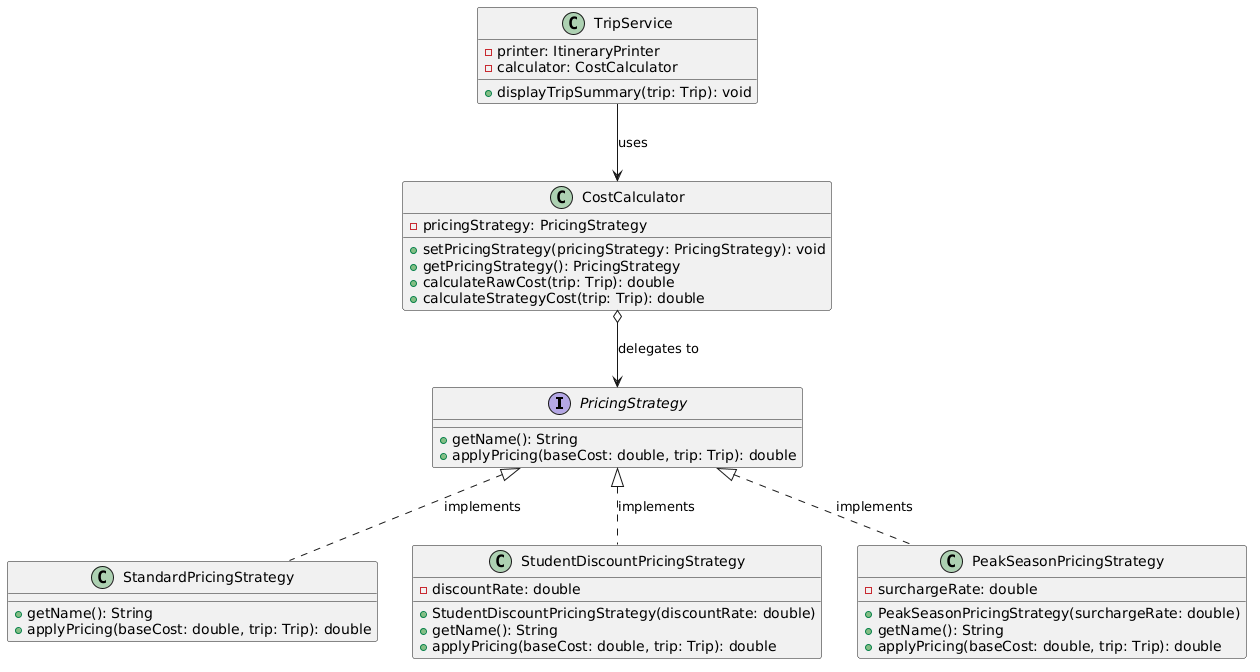 C TripService
printer: ItineraryPrinter
calculator: CostCalculator
displayTripSummary(trip: Trip): void
uses
C CostCalculator
pricingStrategy: PricingStrategy
setPricingStrategy(pricingStrategy: PricingStrategy): void
getPricingStrategy(): PricingStrategy
calculateRawCost(trip: Trip): double
calculateStrategyCost(trip: Trip): double
delegates to
I PricingStrategy
getName(): String
applyPricing(baseCost: double, trip: Trip): double
implements
implements
implements
C StandardPricingStrategy
getName(): String
applyPricing(baseCost: double, trip: Trip): double
C StudentDiscountPricingStrategy
discountRate: double
StudentDiscountPricingStrategy(discountRate: double)
getName(): String
applyPricing(baseCost: double, trip: Trip): double
C PeakSeasonPricingStrategy
surchargeRate: double
PeakSeasonPricingStrategy(surchargeRate: double)
getName(): String
applyPricing(baseCost: double, trip: Trip): double